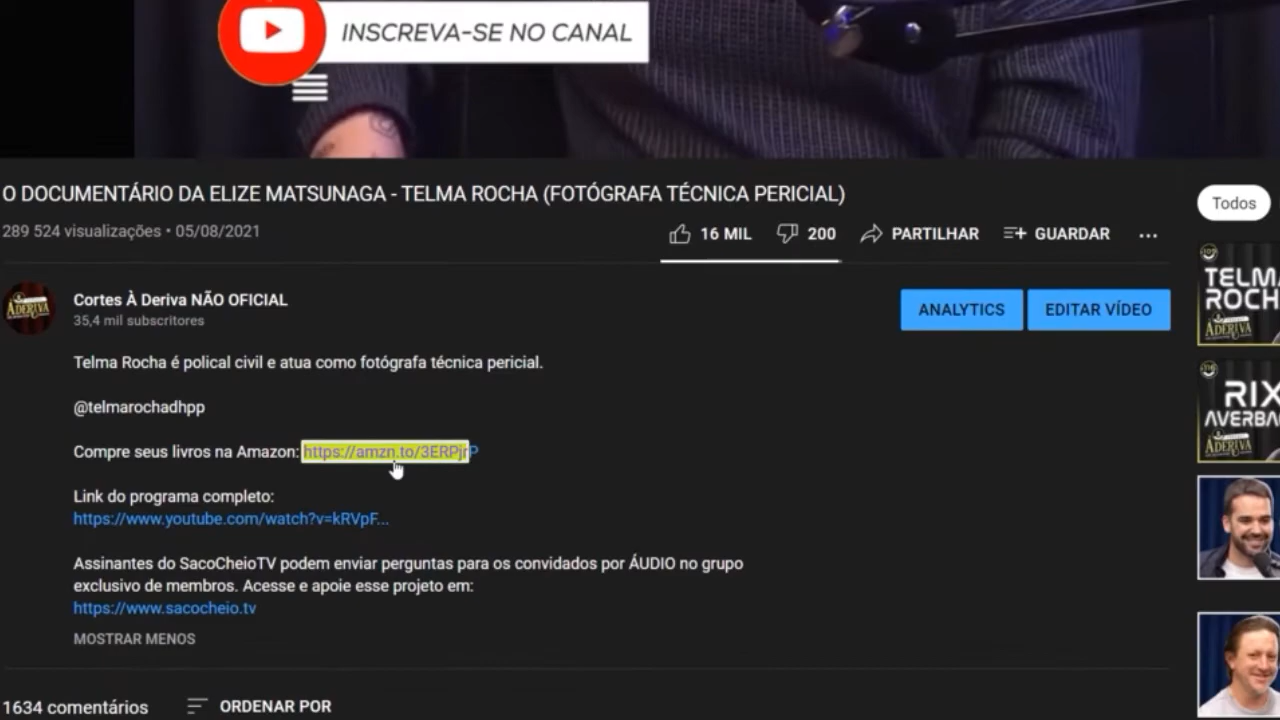 INSCREVA-SE NO CANAL
O DOCUMENTÁRIO DA ELIZE MATSUNAGA - TELMA ROCHA (FOTÓGRAFA TÉCNICA PERICIAL)
289 524 visualizações • 05/08/2021
16 MIL
200
PARTILHAR
GUARDAR
Todos
ADERIVA
Cortes À Deriva NÃO OFICIAL
35,4 mil subscritores
ANALYTICS
EDITAR VÍDEO
TELMA
ROCHA
ADERIVA
Telma Rocha é polical civil e atua como fotógrafa técnica pericial.
@telmarochadhpp
Compre seus livros na Amazon: https://amzn.to/3ERPjrP
RIX
AVERBA
ADERIVA
Link do programa completo:
https://www.youtube.com/watch?v=kRVpF...
Assinantes do SacoCheioTV podem enviar perguntas para os convidados por ÁUDIO no grupo
exclusivo de membros. Acesse e apoie esse projeto em:
https://www.sacocheio.tv
MOSTRAR MENOS
1634 comentários
ORDENAR POR